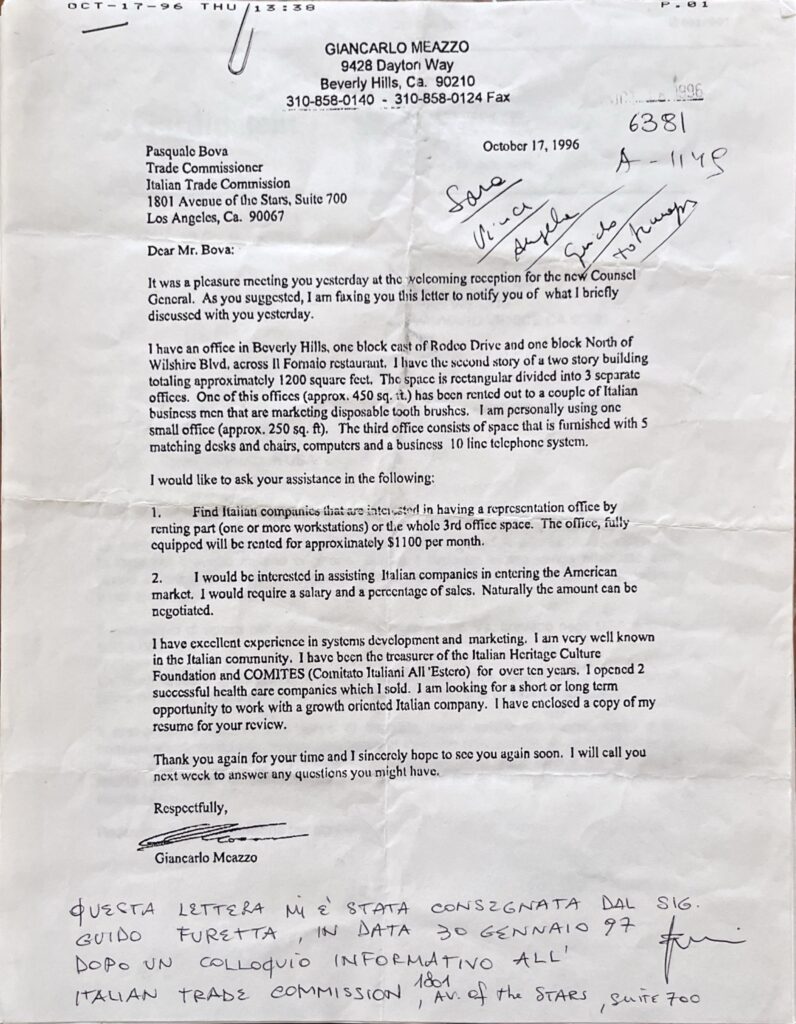 OCT-17-96 THU 13:38 P.01
GIANCARLO MEAZZO
9428 Dayton Way
Beverly Hills, Ca. 90210
310-858-0140 - 310-858-0124 Fax
1996
6381
A-1149
October 17, 1996
Pasquale Bova
Trade Commissioner
Italian Trade Commission
1801 Avenue of the Stars, Suite 700
Los Angeles, Ca. 90067
Sara
Vinci
Angela
Guido
Dear Mr. Bova:
It was a pleasure meeting you yesterday at the welcoming reception for the new Counsel
General. As you suggested, I am faxing you this letter to notify you of what I briefly
discussed with you yesterday.
I have an office in Beverly Hills, one block east of Rodeo Drive and one block North of
Wilshire Blvd, across Il Fornaio restaurant. I have the second story of a two story building
totaling approximately 1200 square feet. The space is rectangular divided into 3 separate
offices. One of this offices (approx. 450 sq. ft.) has been rented out to a couple of Italian
business men that are marketing disposable tooth brushes. I am personally using one
small office (approx. 250 sq. ft). The third office consists of space that is furnished with 5
matching desks and chairs, computers and a business 10 line telephone system.
I would like to ask your assistance in the following:
1. Find Italian companies that are interested in having a representation office by
renting part (one or more workstations) or the whole 3rd office space. The office, fully
equipped will be rented for approximately $1100 per month.
2. I would be interested in assisting Italian companies in entering the American
market. I would require a salary and a percentage of sales. Naturally the amount can be
negotiated.
I have excellent experience in systems development and marketing. I am very well known
in the Italian community. I have been the treasurer of the Italian Heritage Culture
Foundation and COMITES (Comitato Italiani All 'Estero) for over ten years. I opened 2
successful health care companies which I sold. I am looking for a short or long term
opportunity to work with a growth oriented Italian company. I have enclosed a copy of my
resume for your review.
Thank you again for your time and I sincerely hope to see you again soon. I will call you
next week to answer any questions you might have.
Respectfully,
Giancarlo Meazzo
QUESTA LETTERA MI È STATA CONSEGNATA DAL SIG.
GUIDO FURETTA, IN DATA 30 GENNAIO 97
DOPO UN COLLOQUIO INFORMATIVO ALL'
ITALIAN TRADE COMMISSION 1801, AV. of the STARS, SUITE 700